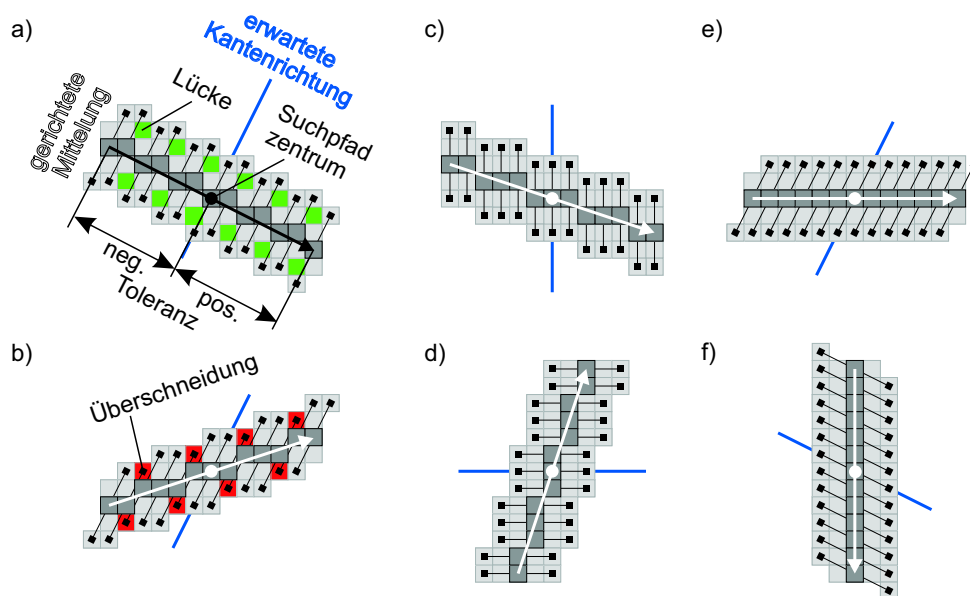 a)
erwartete
Kantenrichtung
Lücke
gerichtete
Mittelung
Suchpfad
zentrum
neg.
pos.
Toleranz
b)
Überschneidung
c)
d)
e)
f)